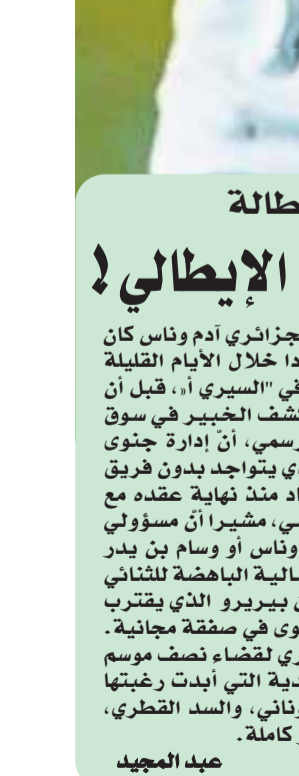 طالة
الإيطالي !
جزائري آدم وناس كان
دا خلال الأيام القليلة
في "السيري أ"، قبل أن
كشف الخبير في سوق
رسمي، أنّ إدارة جنوى
ي يتواجد بدون فريق
اد منذ نهاية عقده مع
ي، مشيرا أنّ مسؤولي
وناس أو وسام بن يدر
الية الباهضة للثنائي
ن بيريرو الذي يقترب
وى في صفقة مجانية.
ري لقضاء نصف موسم
دية التي أبدت رغبتها
وناني، والسد القطري،
كاملة.
عبد المجيد